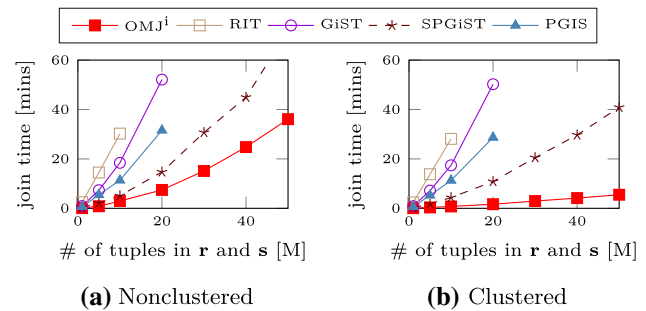 OMJⁱ RIT GiST SPGiST PGIS
60 60
40 40
20 20
0 0
0 20 40 0 20 40
join time [mins] join time [mins]
# of tuples in r and s [M] # of tuples in r and s [M]
(a) Nonclustered (b) Clustered